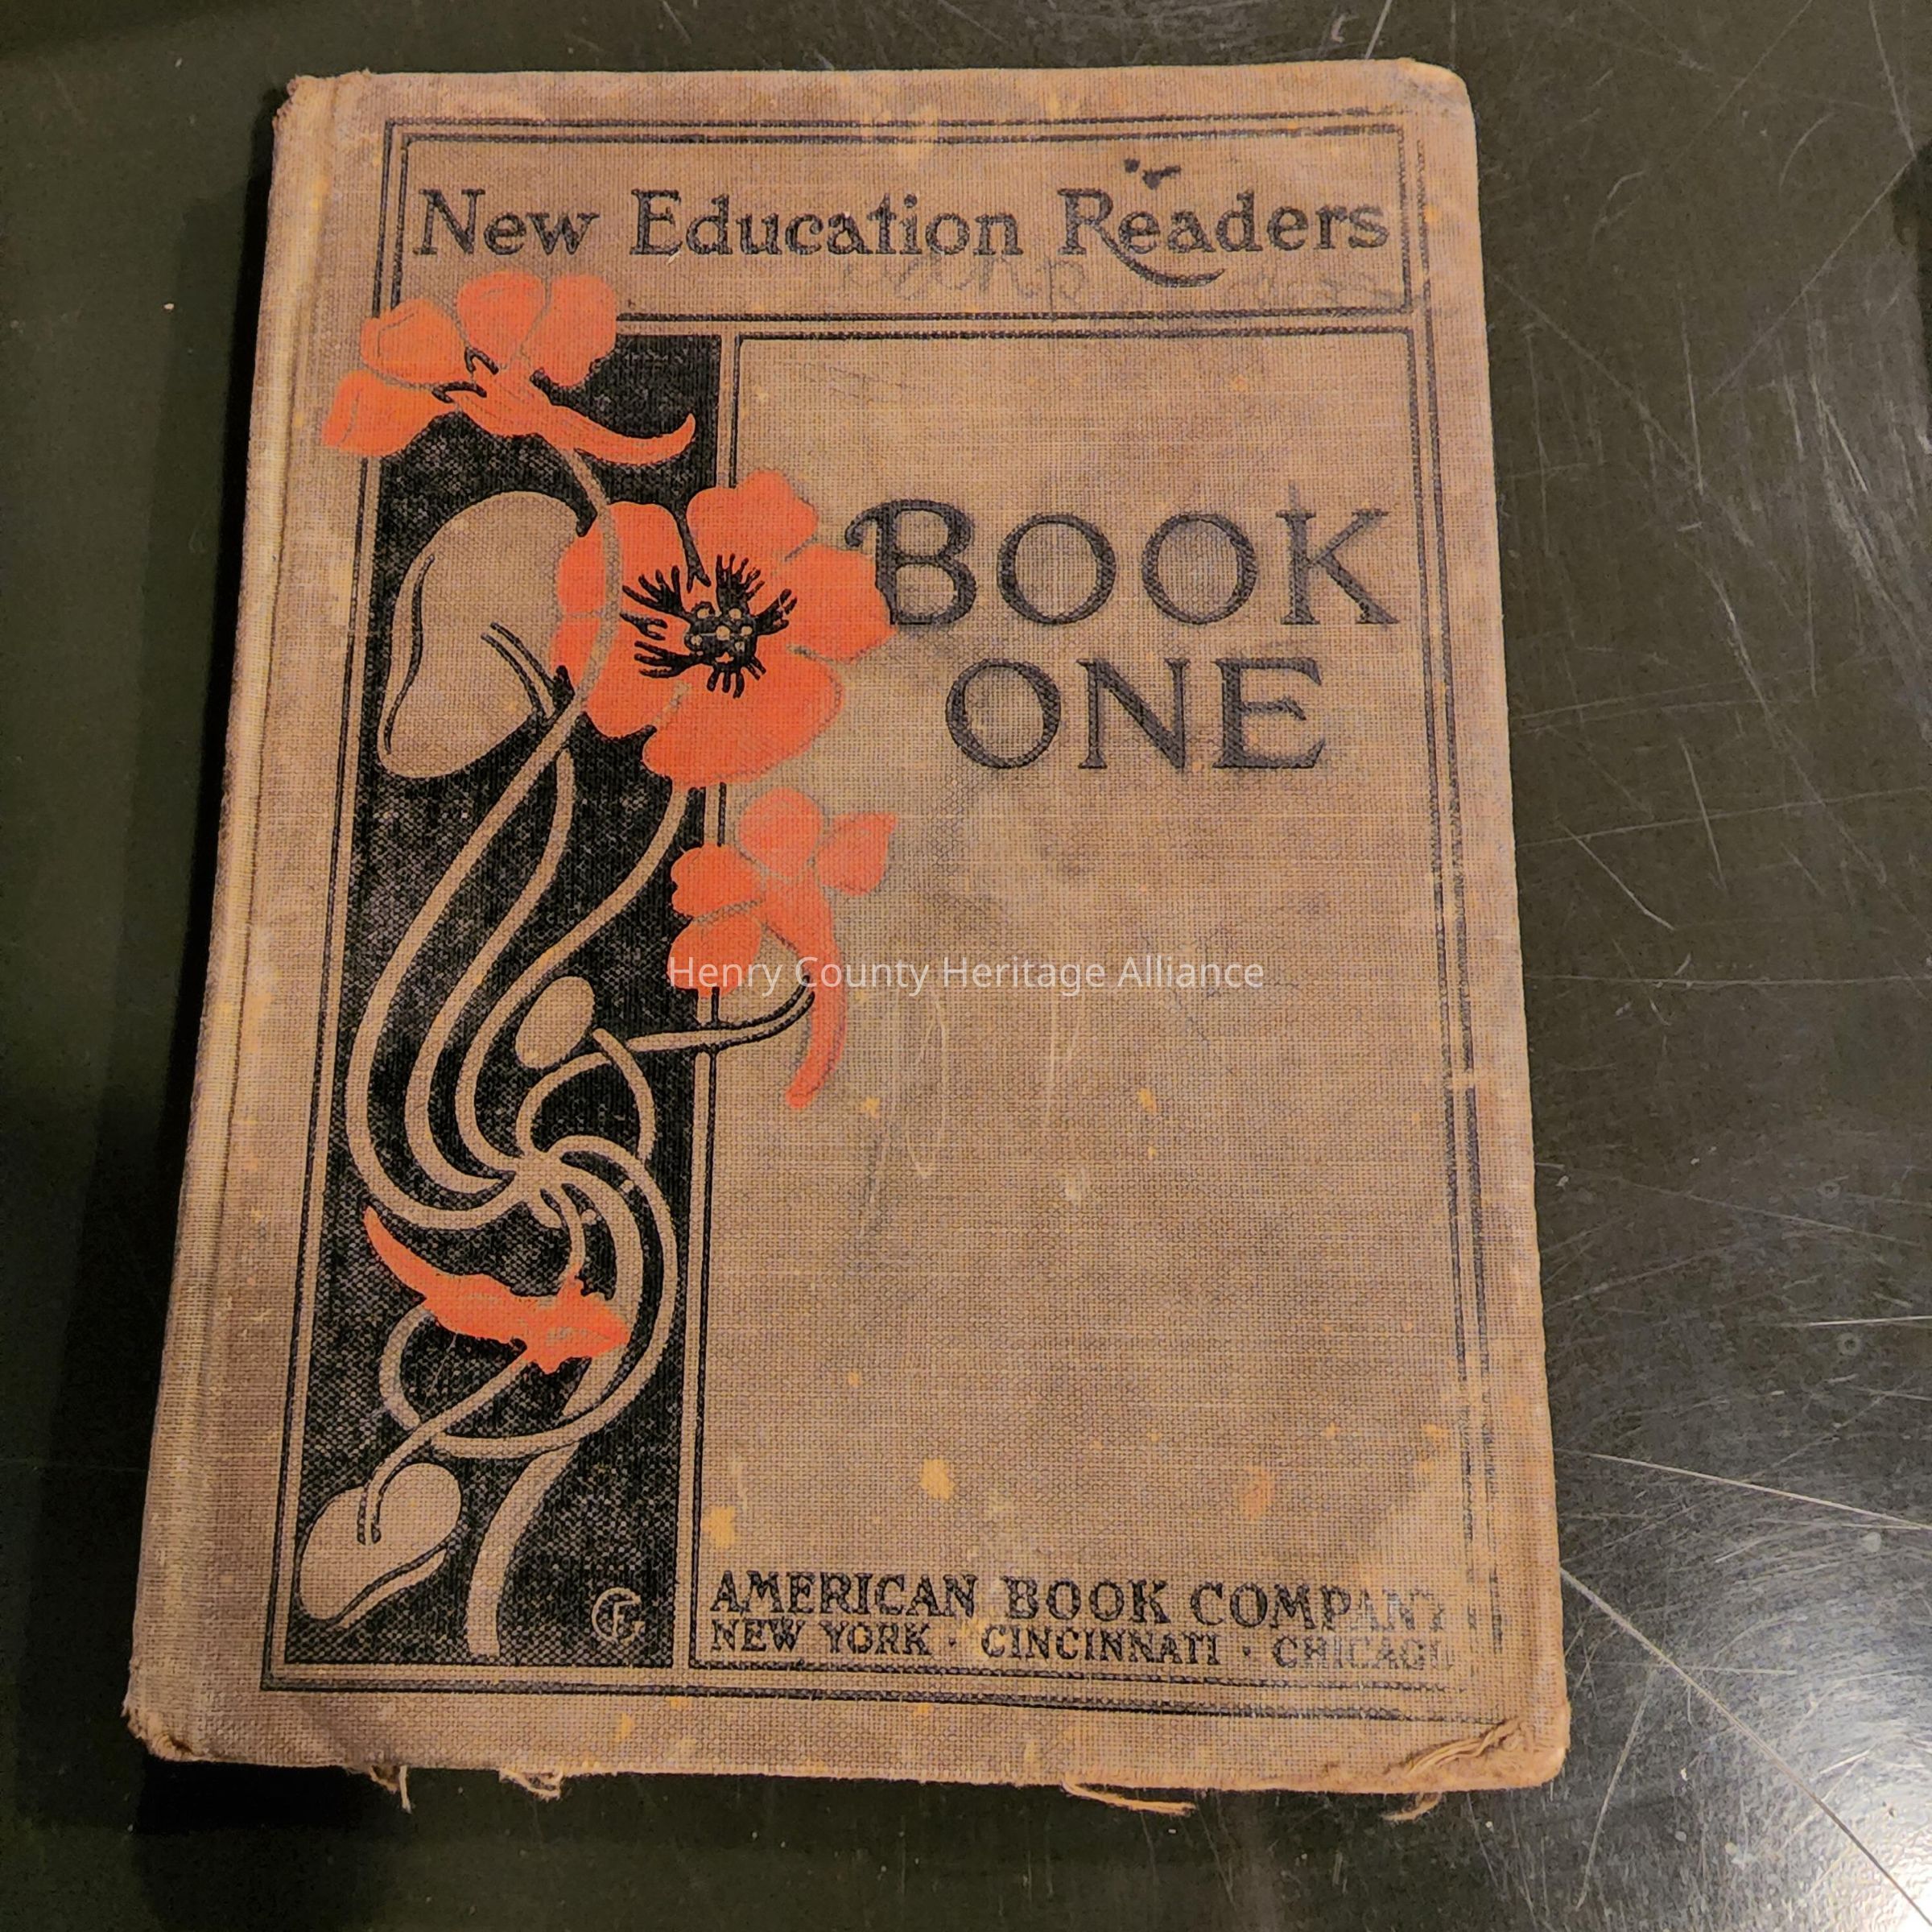 New Education Readers
BOOK
ONE
Henry County Heritage Alliance
AMERICAN BOOK COMPANY
NEW YORK · CINCINNATI · CHICAGO